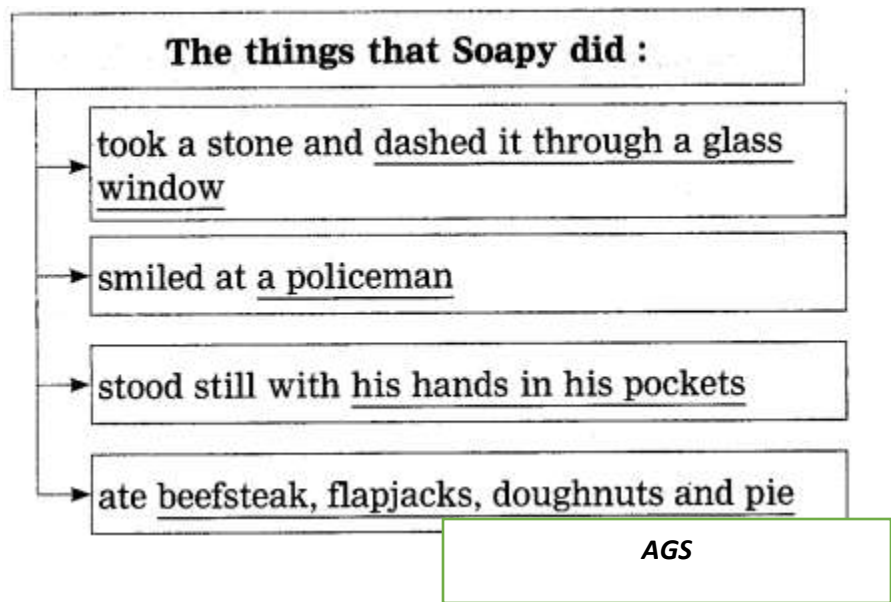 The things that Soapy did :
took a stone and dashed it through a glass
window
smiled at a policeman
stood still with his hands in his pockets
ate beefsteak, flapjacks, doughnuts and pie
AGS